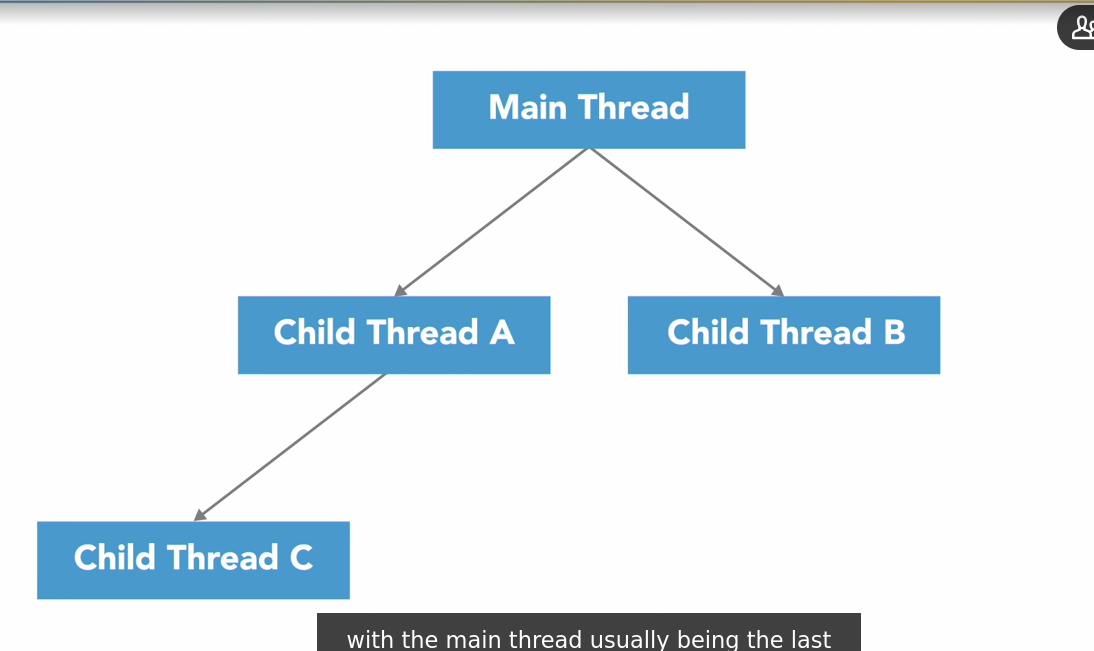 Main Thread
Child Thread A
Child Thread B
Child Thread C
with the main thread usually being the last